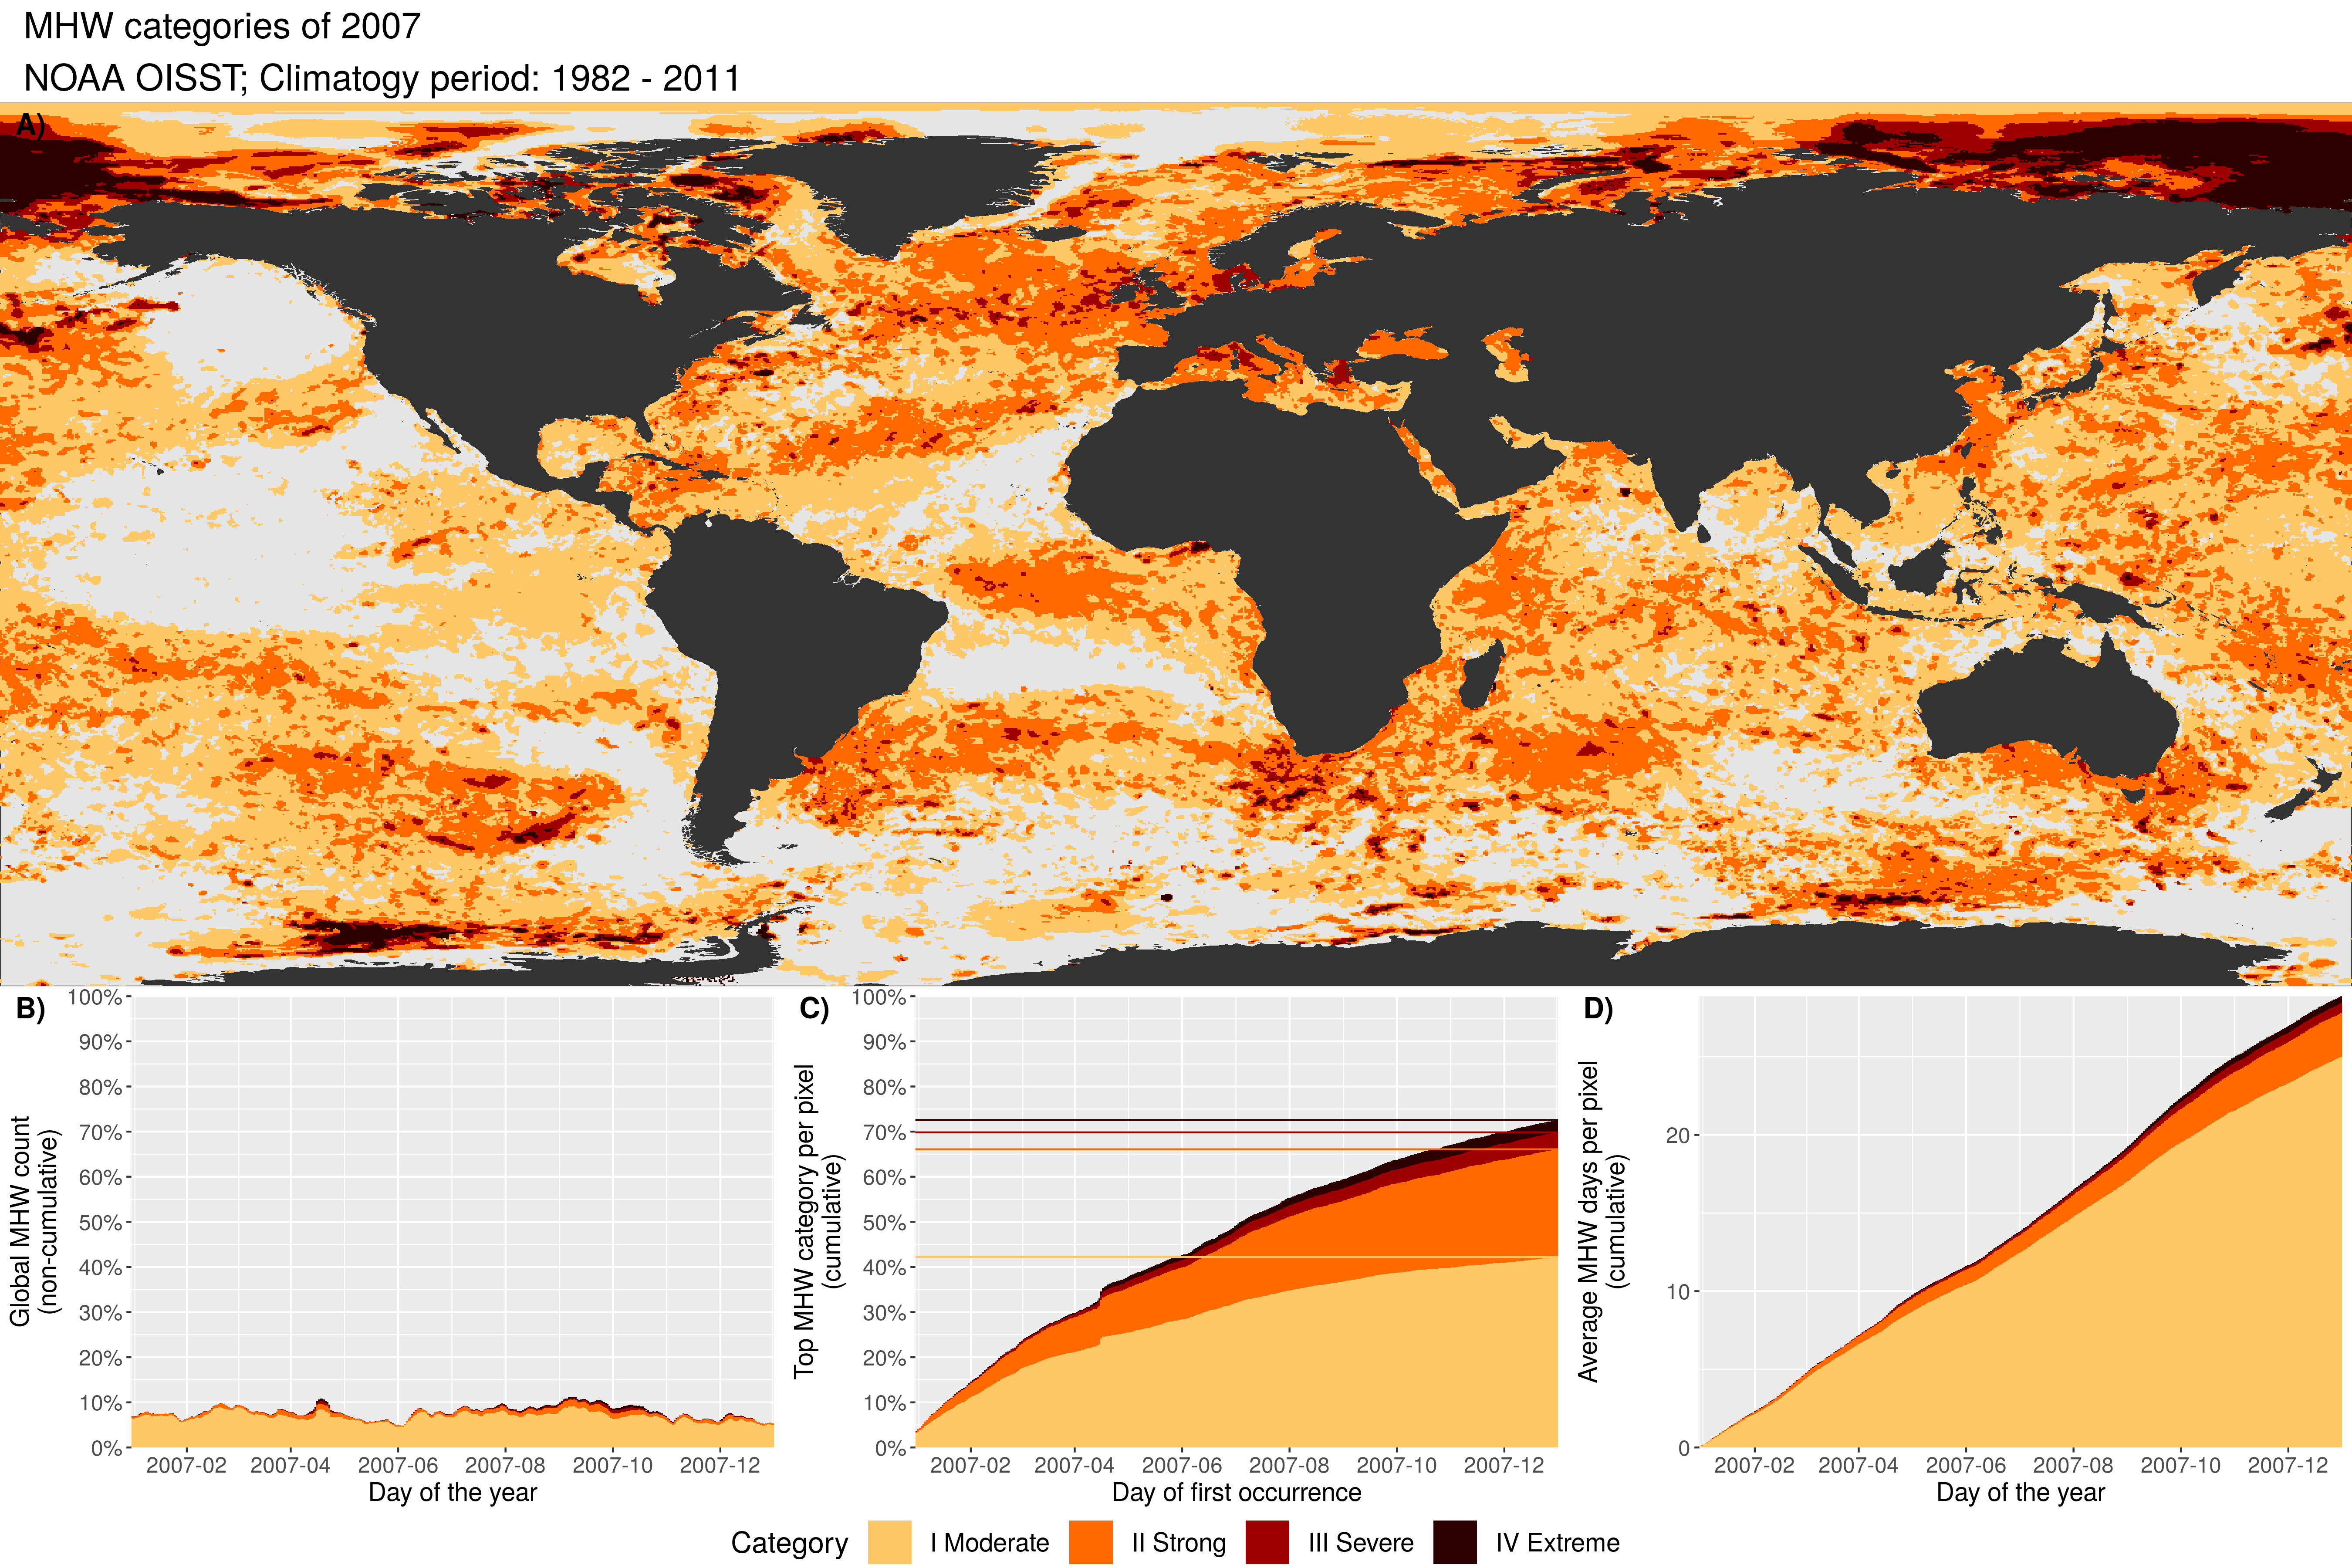 MHW categories of 2007
NOAA OISST; Climatogy period: 1982 - 2011
A)
B)
Global MHW count
(non-cumulative)
100%
90%
80%
70%
60%
50%
40%
30%
20%
10%
0%
2007-02 2007-04 2007-06 2007-08 2007-10 2007-12
Day of the year
C)
Top MHW category per pixel
(cumulative)
100%
90%
80%
70%
60%
50%
40%
30%
20%
10%
0%
2007-02 2007-04 2007-06 2007-08 2007-10 2007-12
Day of first occurrence
D)
Average MHW days per pixel
(cumulative)
20
10
0
2007-02 2007-04 2007-06 2007-08 2007-10 2007-12
Day of the year
Category I Moderate II Strong III Severe IV Extreme